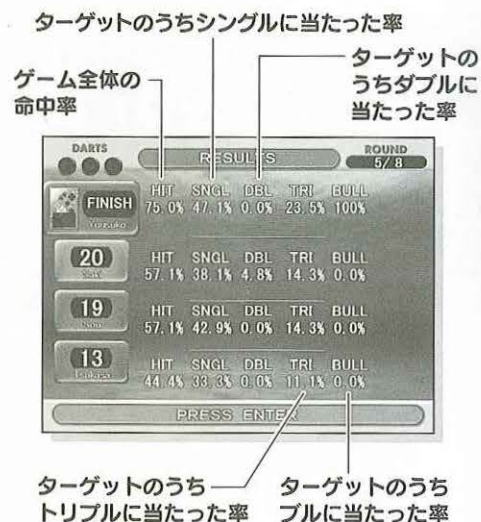 ターゲットのうちシングルに当たった率
ターゲットの
うちダブルに
当たった率
ゲーム全体の
命中率
DARTS
RESULTS
ROUND
5/8
FINISH
HIT SNGL DBL TRI BULL
75.0% 47.1% 0.0% 23.5% 100%
20
HIT SNGL DBL TRI BULL
57.1% 38.1% 4.8% 14.3% 0.0%
19
HIT SNGL DBL TRI BULL
57.1% 42.9% 0.0% 14.3% 0.0%
13
HIT SNGL DBL TRI BULL
44.4% 33.3% 0.0% 11.1% 0.0%
PRESS ENTER
ターゲットのうち
トリプルに当たった率
ターゲットのうち
ブルに当たった率